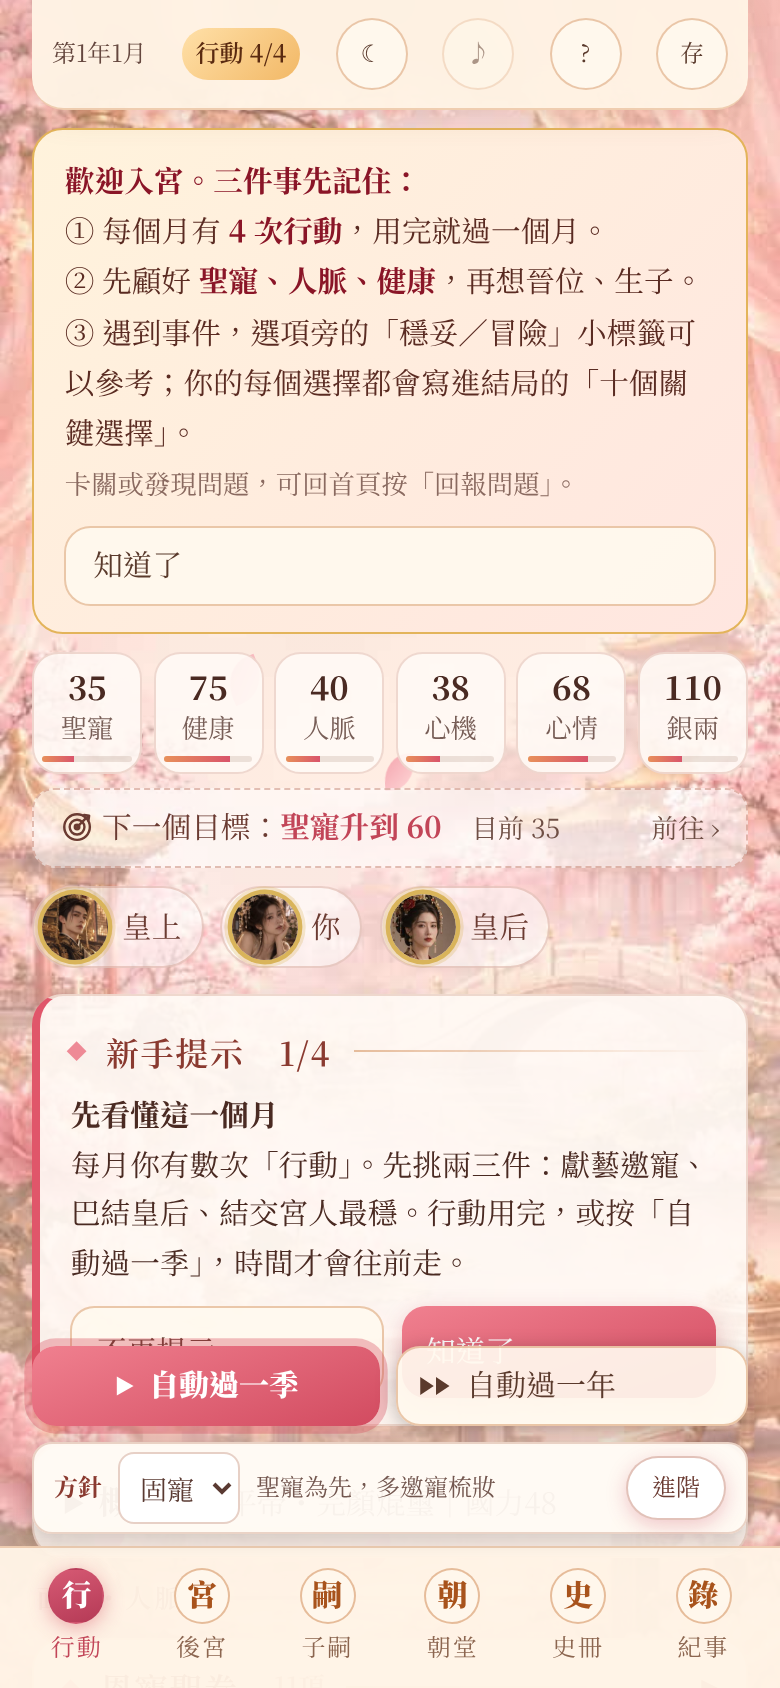 第1年1月 行動 4/4 ☾ ♪ ? 存
歡迎入宮。三件事先記住：
① 每個月有 4 次行動，用完就過一個月。
② 先顧好 聖寵、人脈、健康，再想晉位、生子。
③ 遇到事件，選項旁的「穩妥／冒險」小標籤可
以參考；你的每個選擇都會寫進結局的「十個關
鍵選擇」。
卡關或發現問題，可回首頁按「回報問題」。
知道了
35 75 40 38 68 110
聖寵 健康 人脈 心機 心情 銀兩
下一個目標：聖寵升到 60 目前 35 前往 ›
皇上 你 皇后
新手提示 1/4
先看懂這一個月
每月你有數次「行動」。先挑兩三件：獻藝邀寵、
巴結皇后、結交宮人最穩。行動用完，或按「自
動過一季」，時間才會往前走。
不再提示 知道了
▶ 自動過一季 ▶▶ 自動過一年
方針 固寵 聖寵為先，多邀寵梳妝 進階
國力48
行 宮 嗣 朝 史 錄
行動 後宮 子嗣 朝堂 史冊 紀事